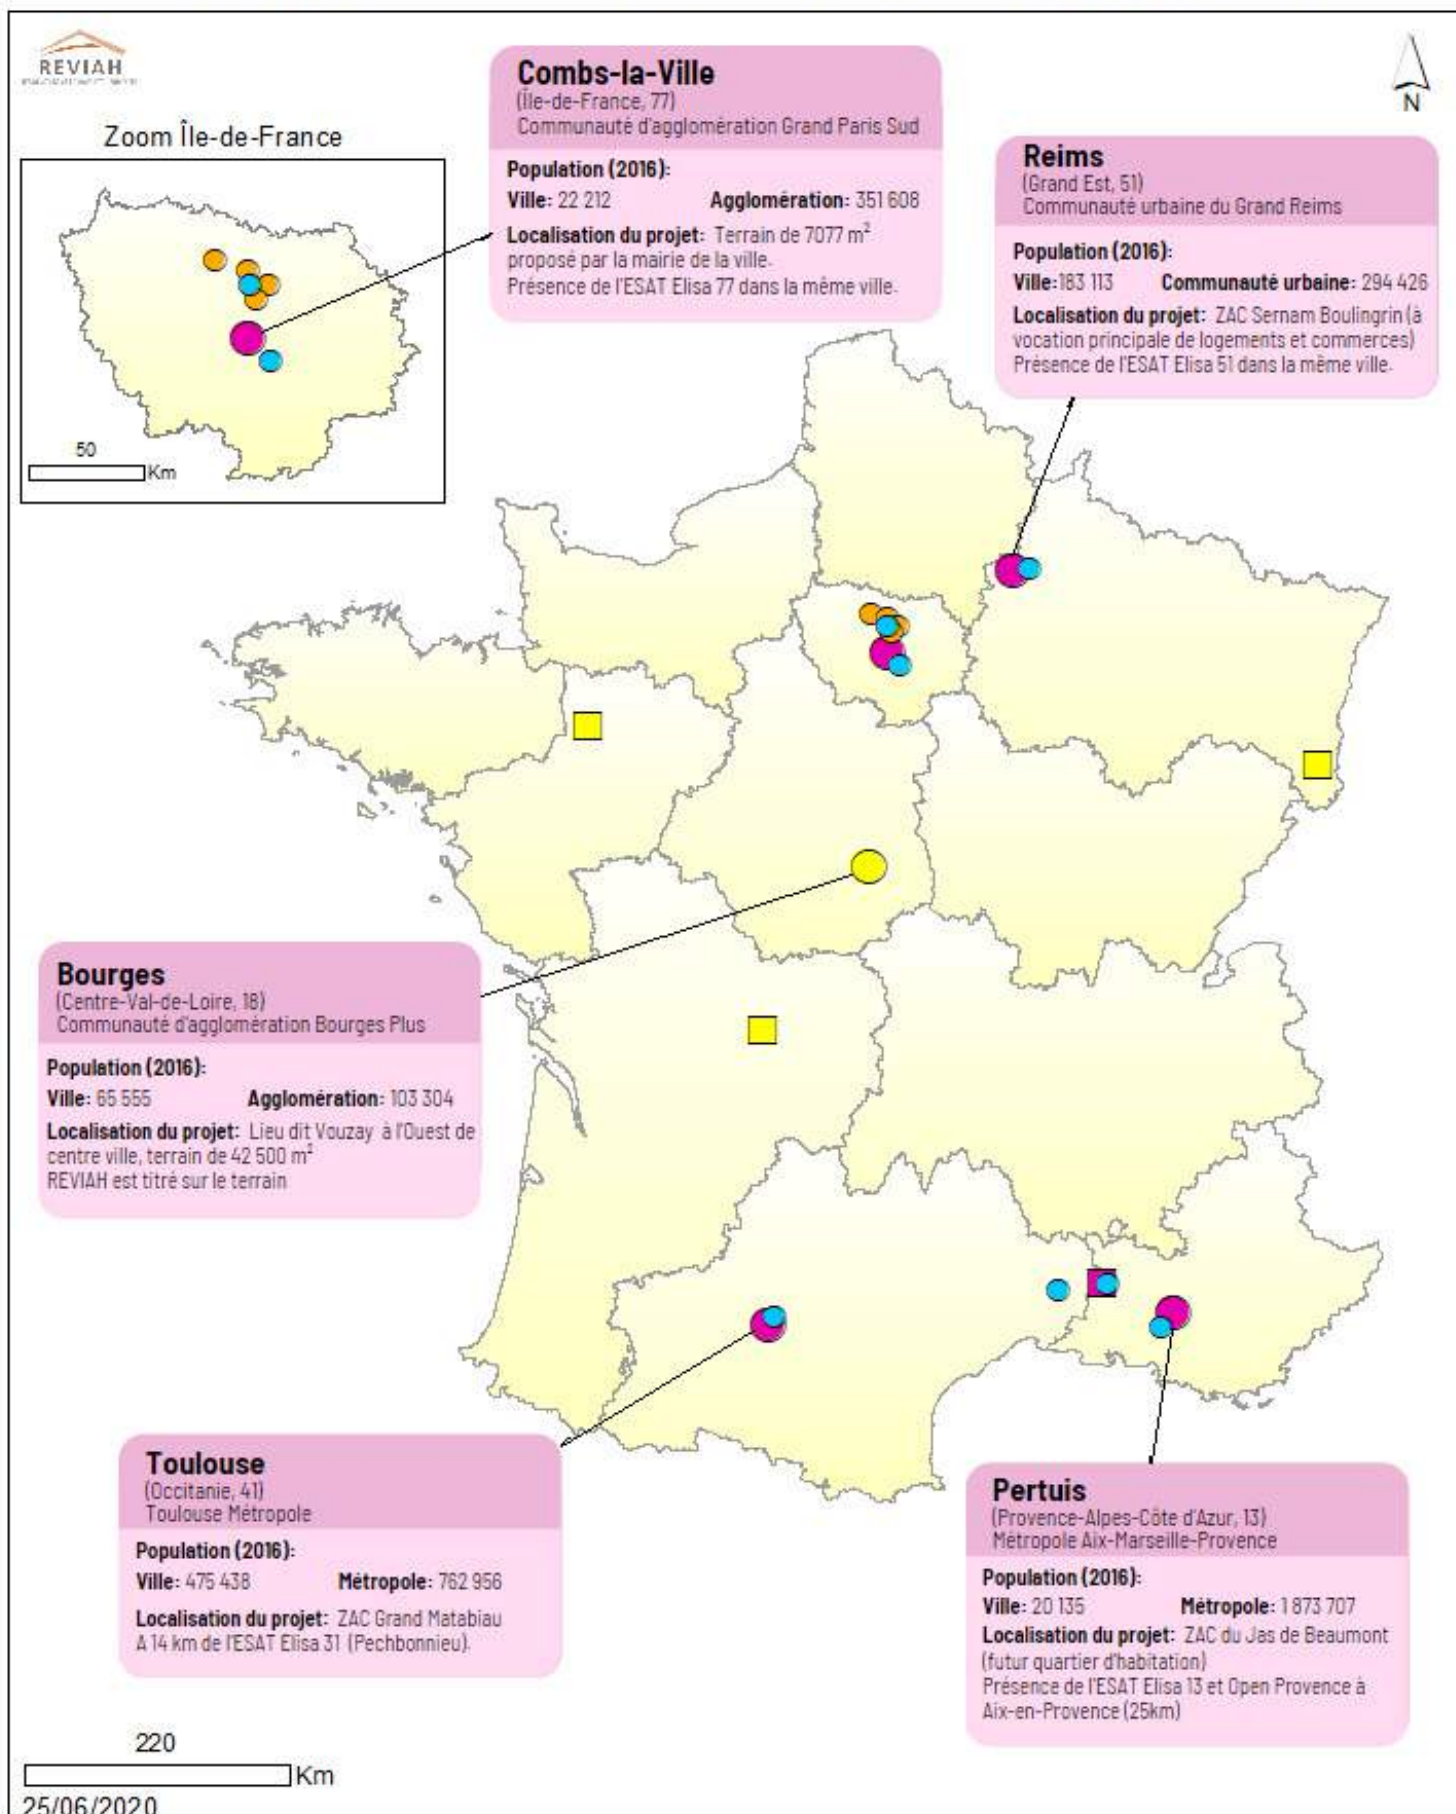 REVIAH
Zoom Île-de-France
50
Km
Combs-la-Ville
(Île-de-France, 77)
Communauté d'agglomération Grand Paris Sud
Population (2016):
Ville: 22 212 Agglomération: 351 608
Localisation du projet: Terrain de 7077 m²
proposé par la mairie de la ville.
Présence de l'ESAT Elisa 77 dans la même ville.
N
Reims
(Grand Est, 51)
Communauté urbaine du Grand Reims
Population (2016):
Ville:183 113 Communauté urbaine: 294 426
Localisation du projet: ZAC Sernam Boulingrin (à
vocation principale de logements et commerces)
Présence de l'ESAT Elisa 51 dans la même ville.
Bourges
(Centre-Val-de-Loire, 18)
Communauté d'agglomération Bourges Plus
Population (2016):
Ville: 65 555 Agglomération: 103 304
Localisation du projet: Lieu dit Vouzay à l'Ouest de
centre ville, terrain de 42 500 m²
REVIAH est titré sur le terrain
Toulouse
(Occitanie, 41)
Toulouse Métropole
Population (2016):
Ville: 475 438 Métropole: 762 956
Localisation du projet: ZAC Grand Matabiau
A 14 km de l'ESAT Elisa 31 (Pechbonnieu)
Pertuis
(Provence-Alpes-Côte d'Azur, 13)
Métropole Aix-Marseille-Provence
Population (2016):
Ville: 20 135 Métropole: 1 873 707
Localisation du projet: ZAC du Jas de Beaumont
(futur quartier d'habitation)
Présence de l'ESAT Elisa 13 et Open Provence à
Aix-en-Provence (25km)
220
Km
25/06/2020